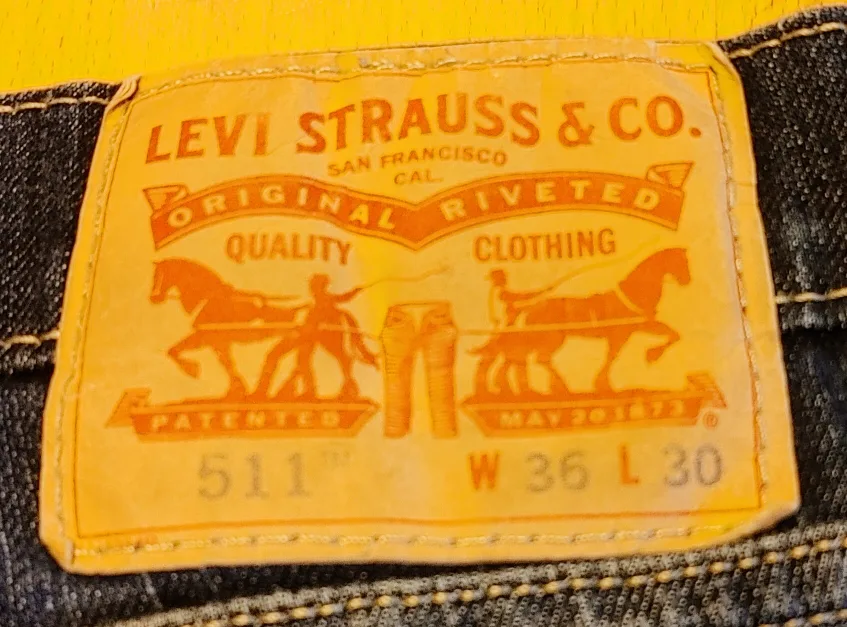 LEVI STRAUSS & CO.
SAN FRANCISCO
CAL.
ORIGINAL RIVETED
QUALITY CLOTHING
PATENTED MAY 20 1873 ®
511™ W 36 L 30